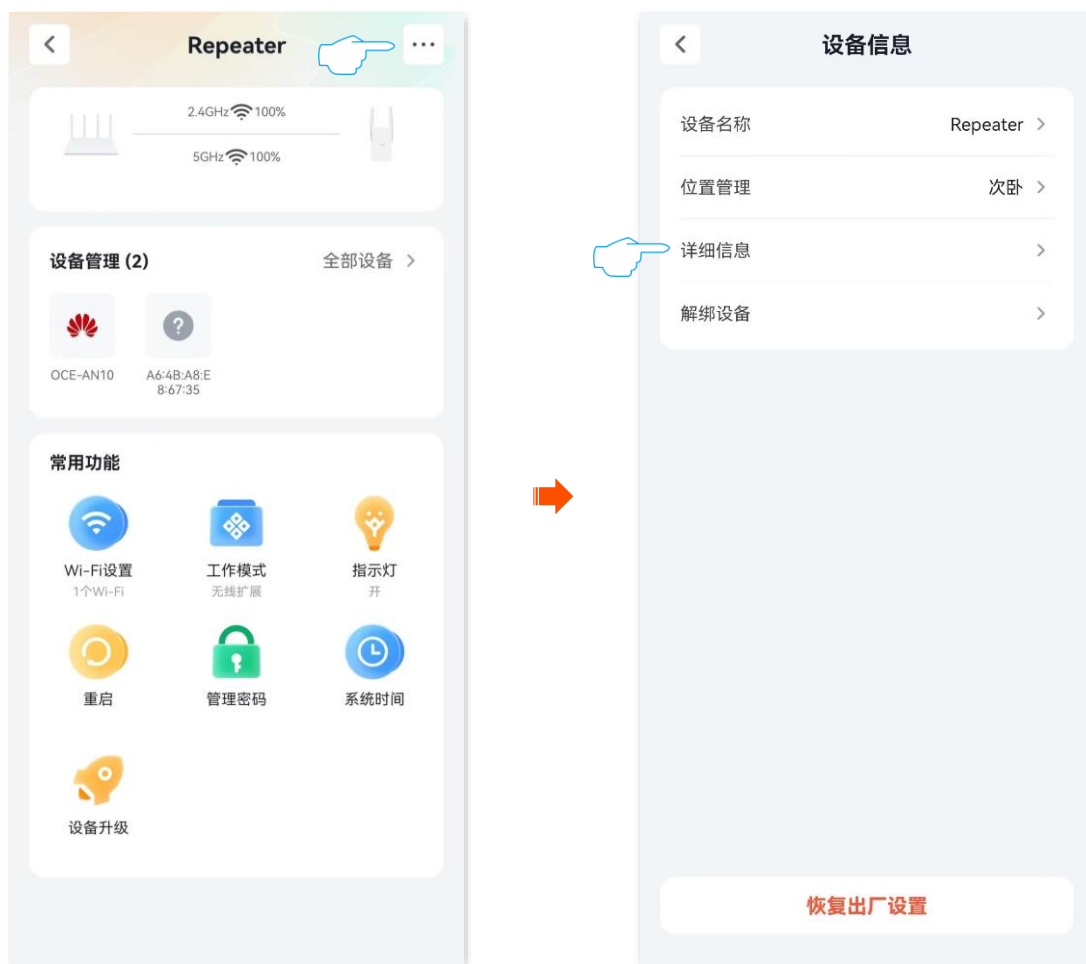 Repeater
2.4GHz 100%
5GHz 100%
设备管理 (2)
全部设备
OCE-AN10
A6:4B:A8:E
8:67:35
常用功能
Wi-Fi设置
1个Wi-Fi
工作模式
无线扩展
指示灯
开
重启
管理密码
系统时间
设备升级
设备信息
设备名称
Repeater
位置管理
次卧
详细信息
解绑设备
恢复出厂设置